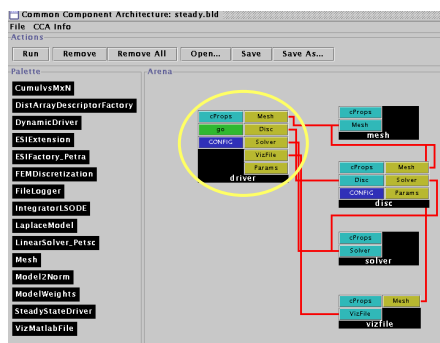 Common Component Architecture: steady.bld
File CCA Info
Actions
Run Remove Remove All Open... Save Save As...
Palette
CumulvsMxN
DistArrayDescriptorFactory
DynamicDriver
ESIExtension
ESIFactory_Petra
FEMDiscretization
FileLogger
IntegratorLSODE
LaplaceModel
LinearSolver_Petsc
Mesh
Model2Norm
ModelWeights
SteadyStateDriver
VizMatlabFile
Arena
cProps Mesh
go Disc
CONFIG Solver
VizFile
Params
driver
cProps
Mesh
mesh
cProps Mesh
Disc Solver
CONFIG Params
disc
cProps
Solver
solver
cProps Mesh
VizFile
vizfile